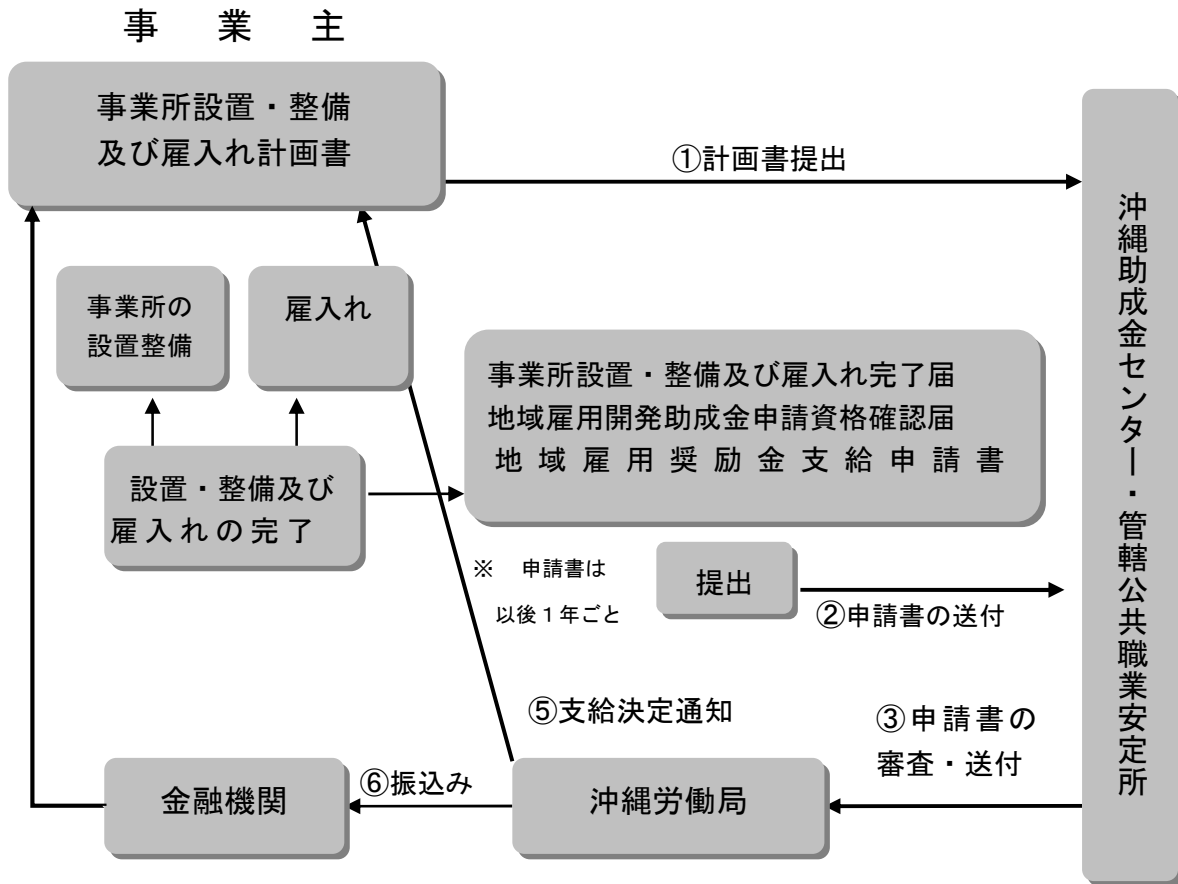 事　業　主
事業所設置・整備
及び雇入れ計画書
①計画書提出
沖縄助成金センター・管轄公共職業安定所
事業所の
設置整備
雇入れ
事業所設置・整備及び雇入れ完了届
地域雇用開発助成金申請資格確認届
地域雇用奨励金支給申請書
設置・整備及び
雇入れの完了
※　申請書は
以後１年ごと
提出
②申請書の送付
⑤支給決定通知
③申請書の
審査・送付
金融機関
⑥振込み
沖縄労働局